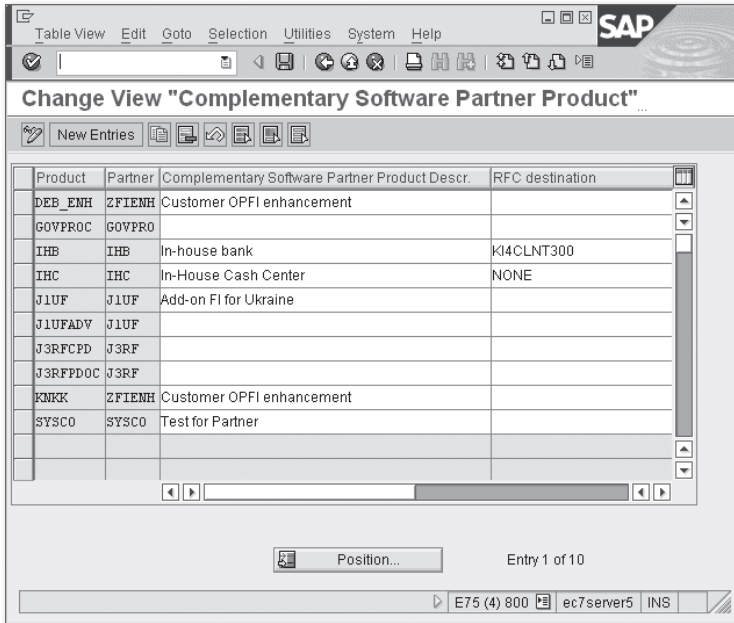 Table View Edit Goto Selection Utilities System Help
SAP
Change View "Complementary Software Partner Product"
New Entries
Product Partner Complementary Software Partner Product Descr. RFC destination
DEB_ENH ZFIENH Customer OPFI enhancement
GOVPROC GOVPRO
IHB IHB In-house bank KI4CLNT300
IHC IHC In-House Cash Center NONE
J1UF J1UF Add-on FI for Ukraine
J1UFADV J1UF
J3RFCPD J3RF
J3RFPDOC J3RF
KNKK ZFIENH Customer OPFI enhancement
SYSCO SYSCO Test for Partner
Position...
Entry 1 of 10
E75 (4) 800 ec7server5 INS